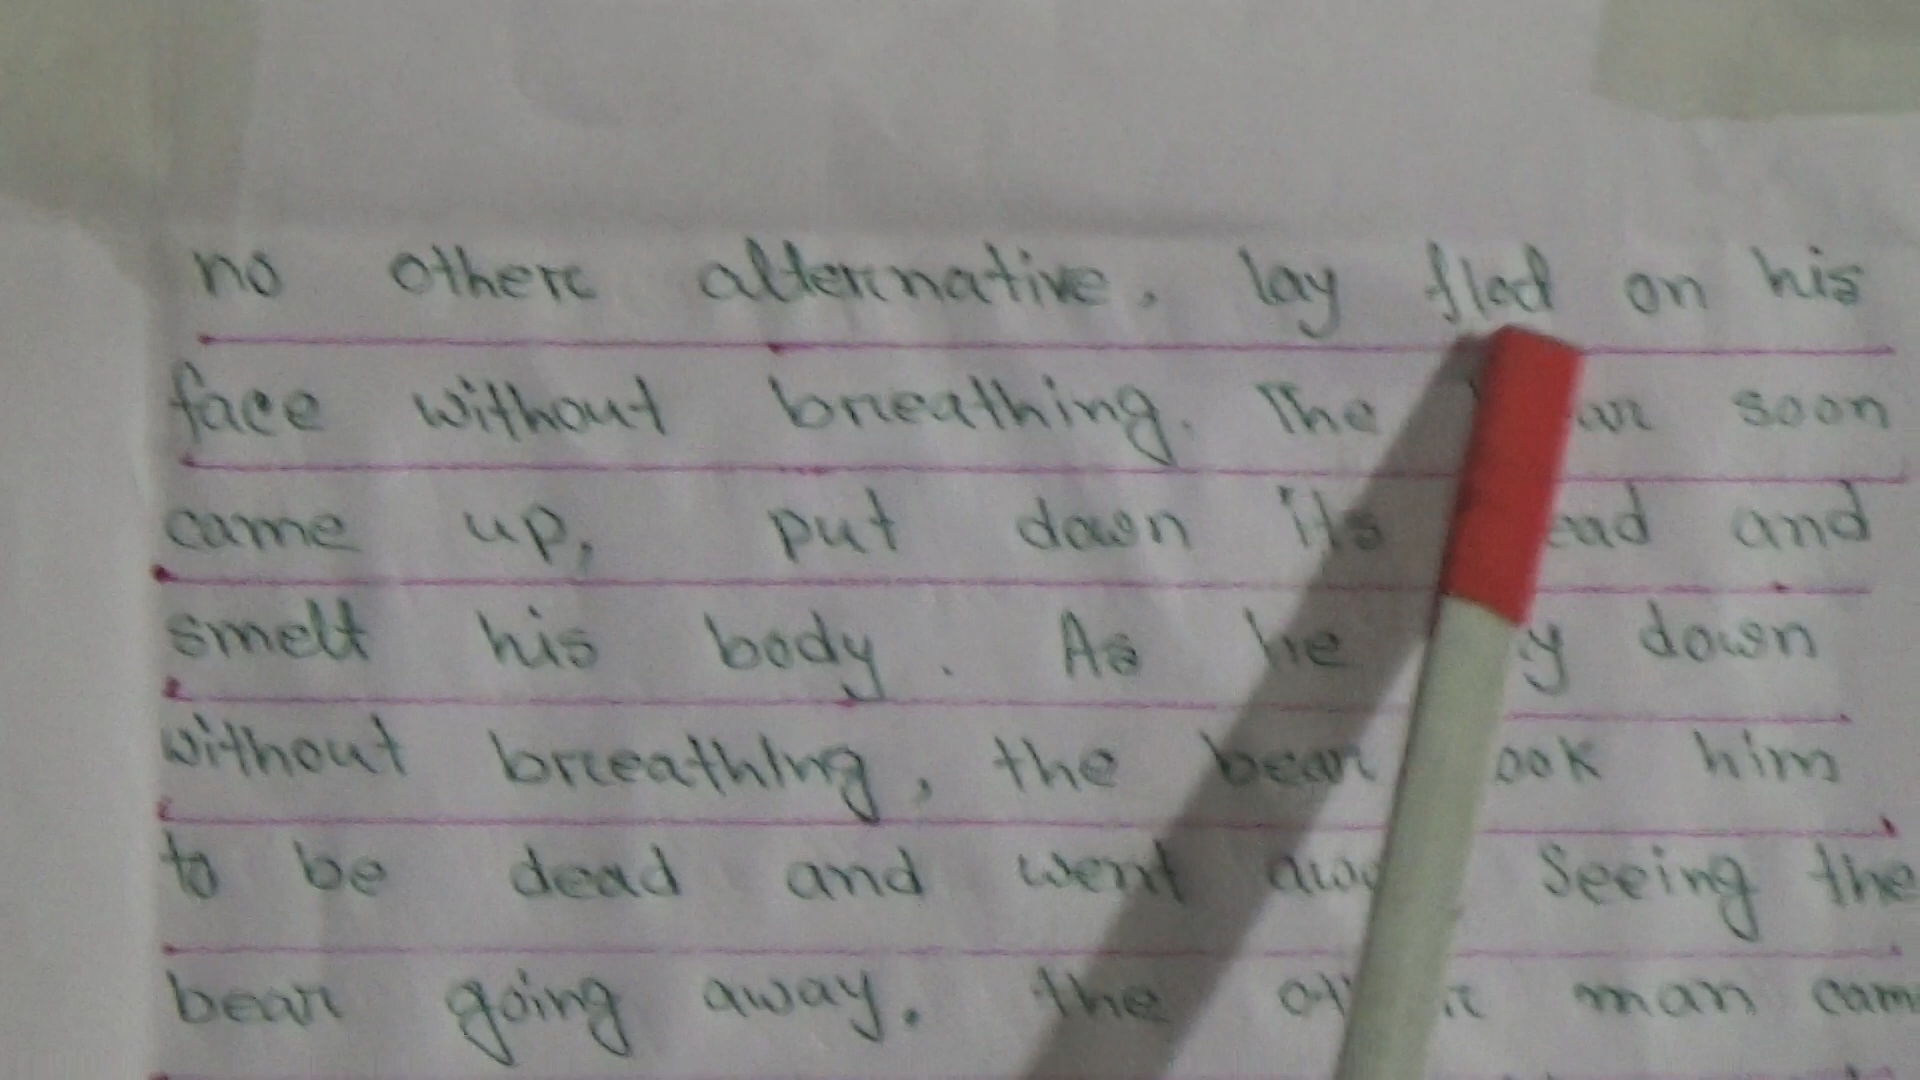 no other alternative, lay flat on his
face without breathing. The soon
came up, put down its and
smelt his body. As he down
without breathing, the bear him
to be dead and went Seeing the
bear going away. the man